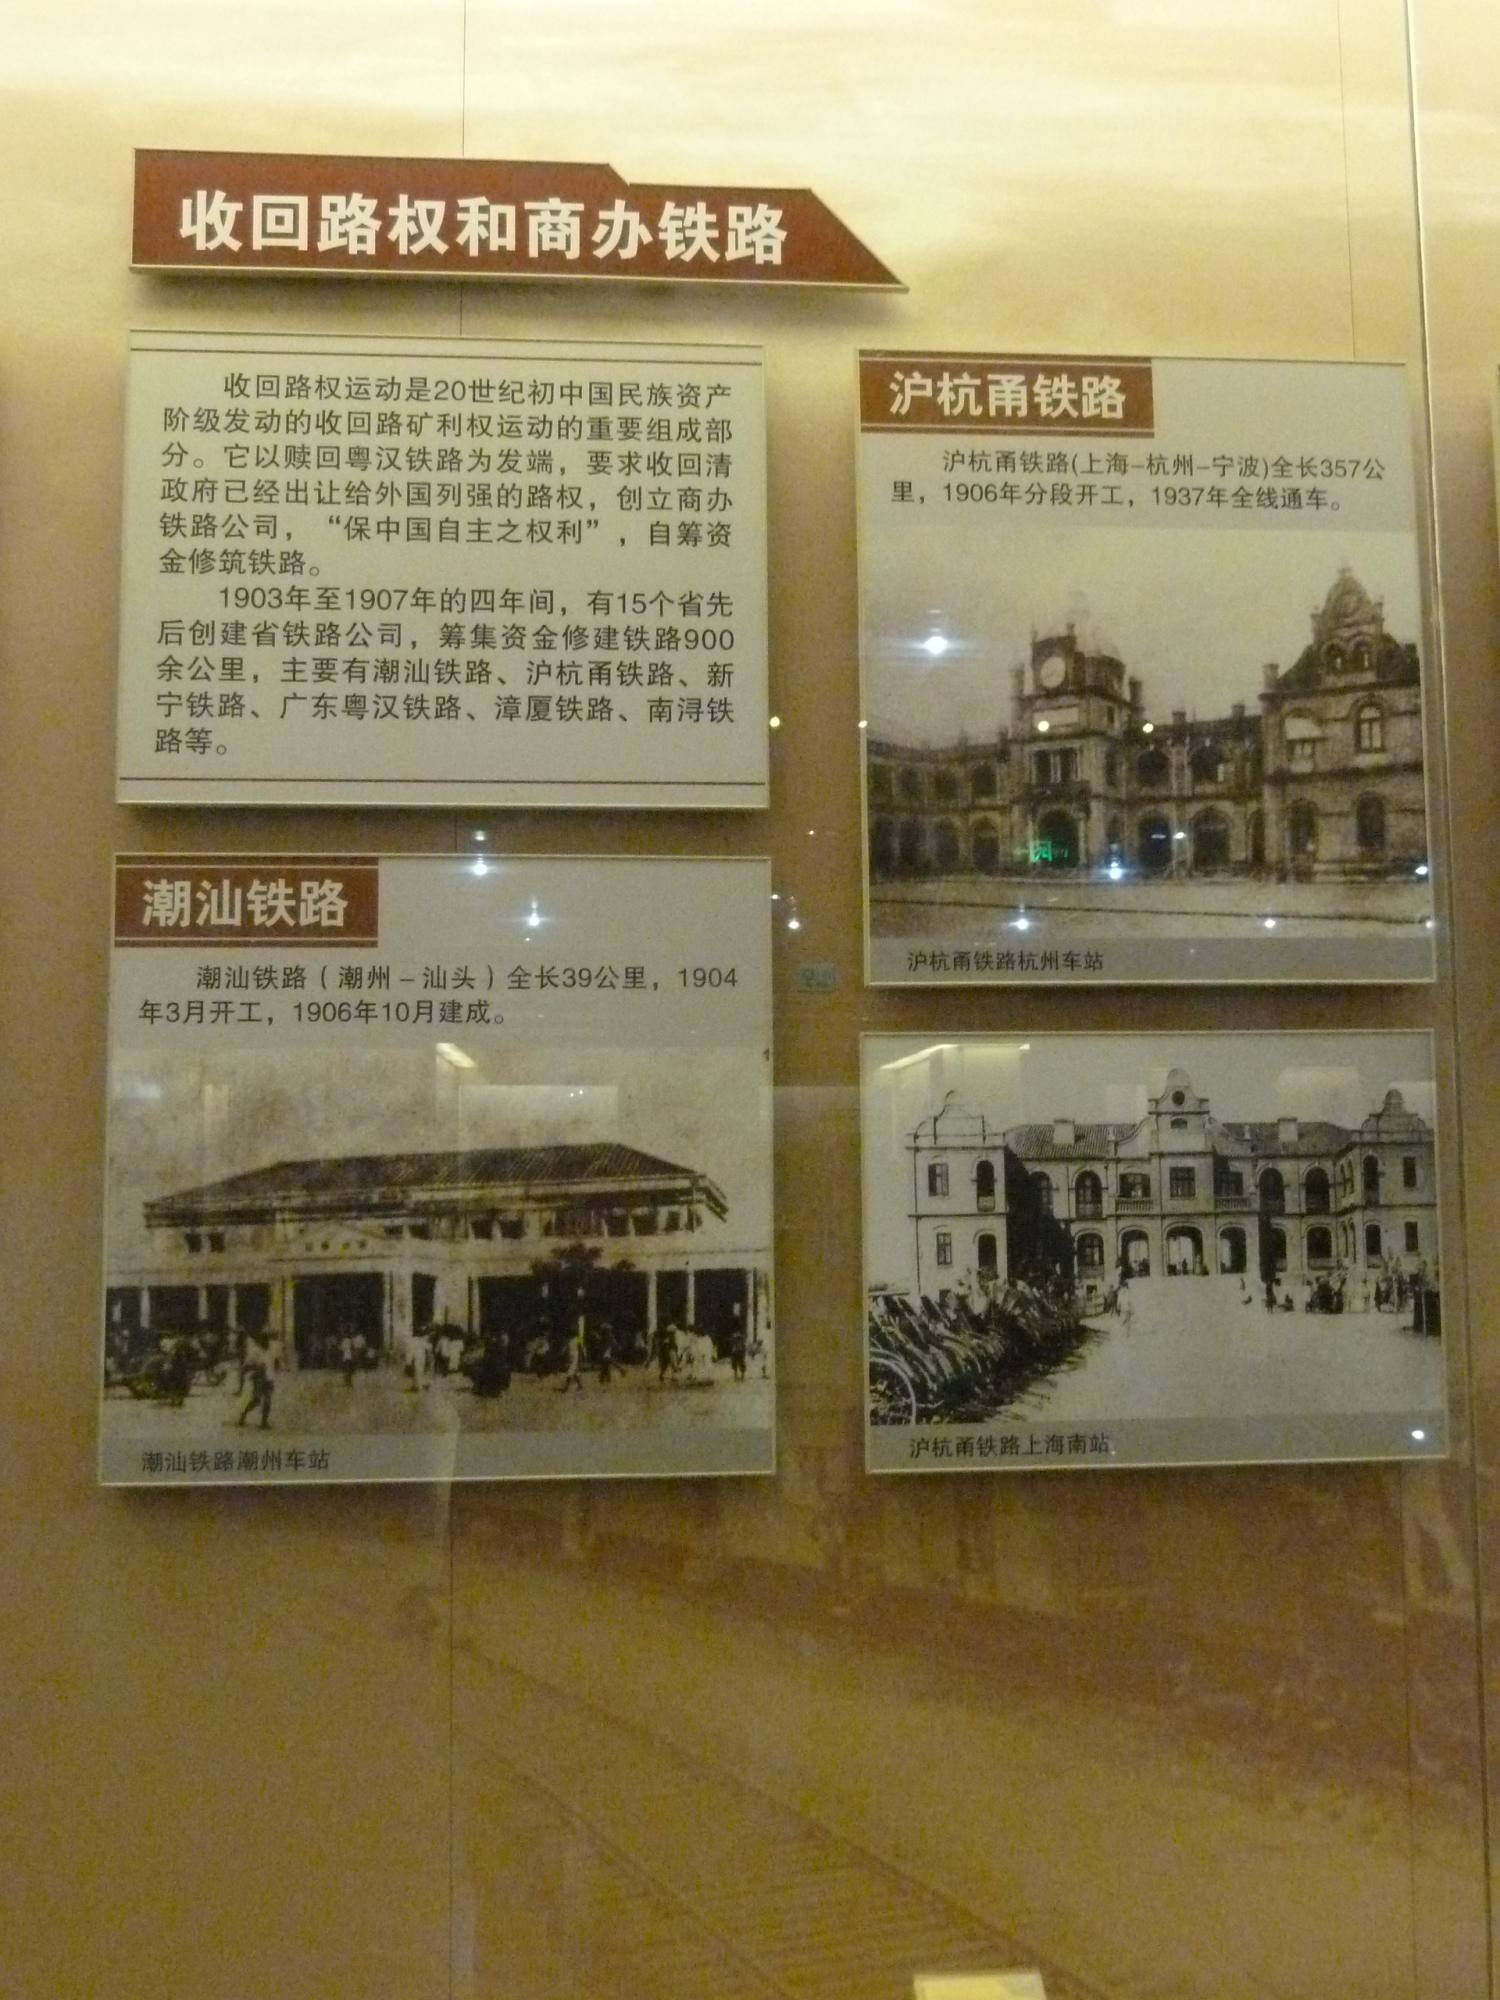 收回路权和商办铁路
收回路权运动是20世纪初中国民族资产
阶级发动的收回路矿利权运动的重要组成部
分。它以赎回粤汉铁路为发端，要求收回清
政府已经出让给外国列强的路权，创立商办
铁路公司，“保中国自主之权利”，自筹资
金修筑铁路。
1903年至1907年的四年间，有15个省先
后创建省铁路公司，筹集资金修建铁路900
余公里，主要有潮汕铁路、沪杭甬铁路、新
宁铁路、广东粤汉铁路、漳厦铁路、南浔铁
路等。
潮汕铁路
潮汕铁路（潮州－汕头）全长39公里，1904
年3月开工，1906年10月建成。
潮汕铁路潮州车站
沪杭甬铁路
沪杭甬铁路(上海-杭州-宁波)全长357公
里，1906年分段开工，1937年全线通车。
沪杭甬铁路杭州车站
沪杭甬铁路上海南站